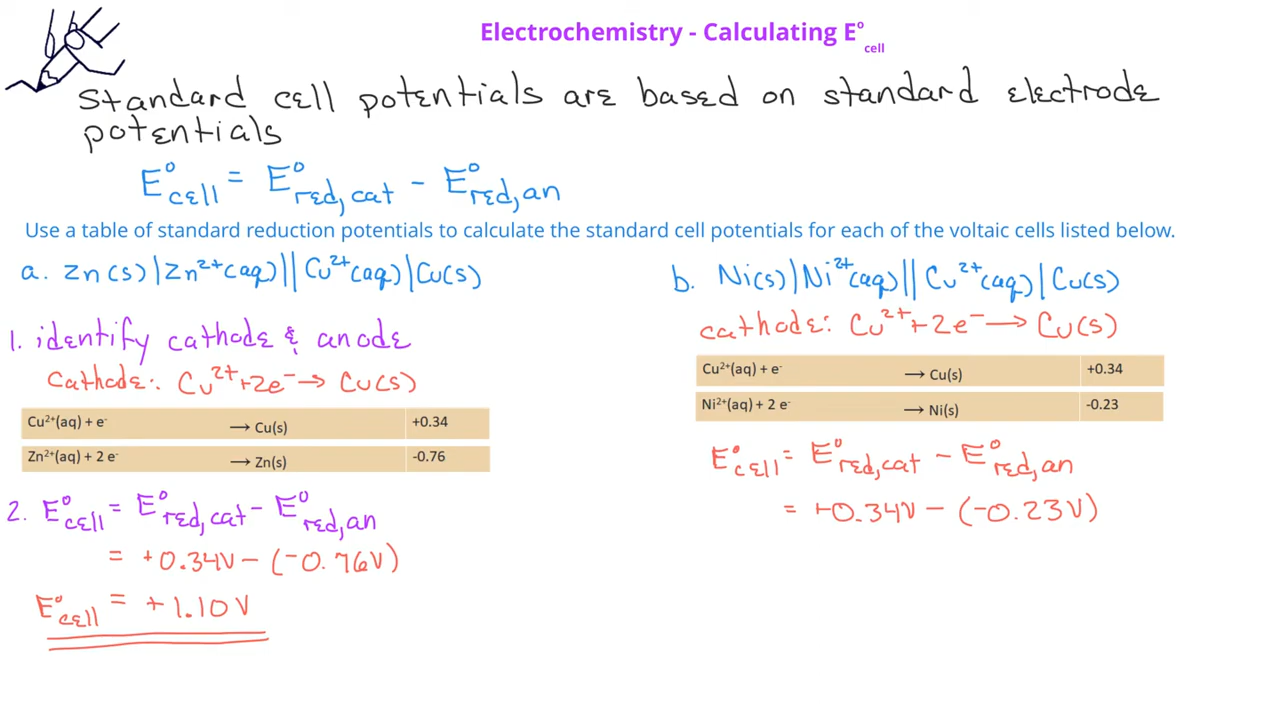 Electrochemistry - Calculating E°cell
Standard cell potentials are based on standard electrode
potentials
E°cell = E°red,cat - E°red,an
Use a table of standard reduction potentials to calculate the standard cell potentials for each of the voltaic cells listed below.
a. Zn(s)|Zn²⁺(aq)||Cu²⁺(aq)|Cu(s)
1. identify cathode & anode
Cathode: Cu²⁺+2e⁻→ Cu(s)
Cu²⁺(aq) + e⁻ → Cu(s) +0.34
Zn²⁺(aq) + 2 e⁻ → Zn(s) -0.76
2. E°cell = E°red,cat - E°red,an
= +0.34V - (-0.76V)
E°cell = +1.10V
b. Ni(s)|Ni²⁺(aq)||Cu²⁺(aq)|Cu(s)
cathode: Cu²⁺+2e⁻→ Cu(s)
Cu²⁺(aq) + e⁻ → Cu(s) +0.34
Ni²⁺(aq) + 2 e⁻ → Ni(s) -0.23
E°cell = E°red,cat - E°red,an
= +0.34V - (-0.23V)